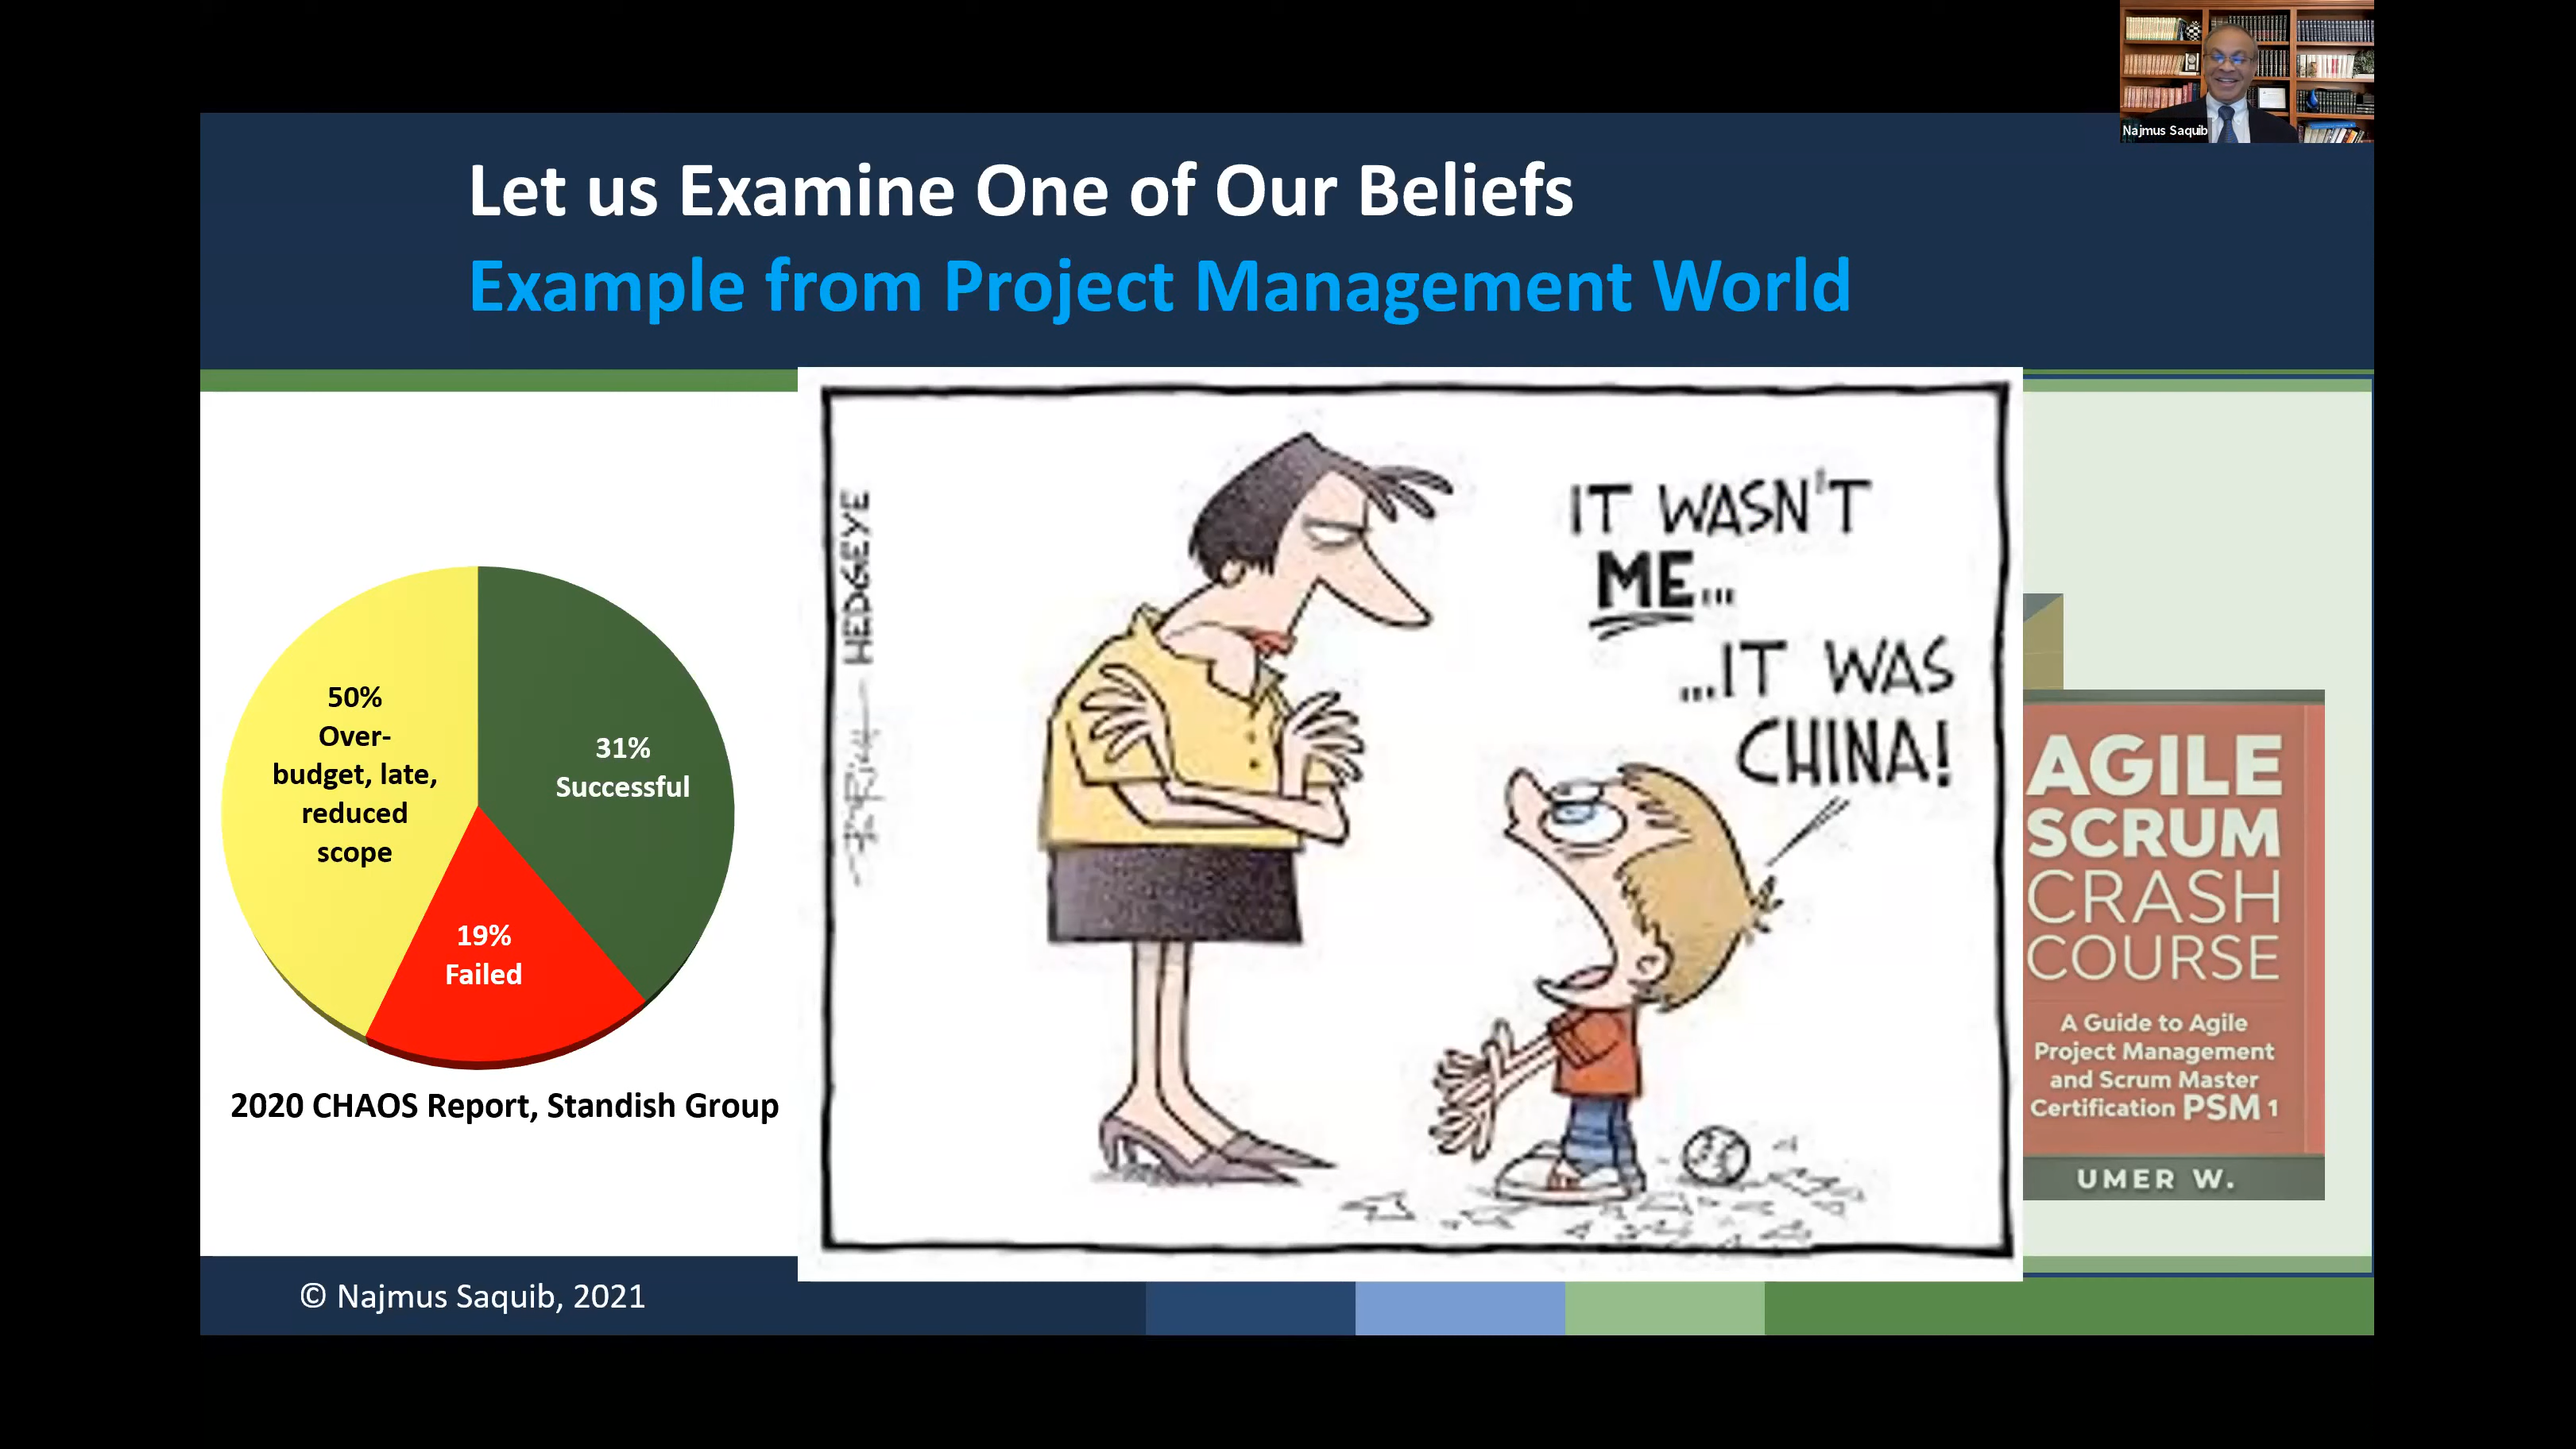 Najmus Saquib
Let us Examine One of Our Beliefs
Example from Project Management World
50%
Over-
budget, late,
reduced
scope
31%
Successful
19%
Failed
2020 CHAOS Report, Standish Group
HEDGEYE
IT WASN'T
ME...
...IT WAS
CHINA!
AGILE
SCRUM
CRASH
COURSE
A Guide to Agile
Project Management
and Scrum Master
Certification PSM 1
UMER W.
© Najmus Saquib, 2021